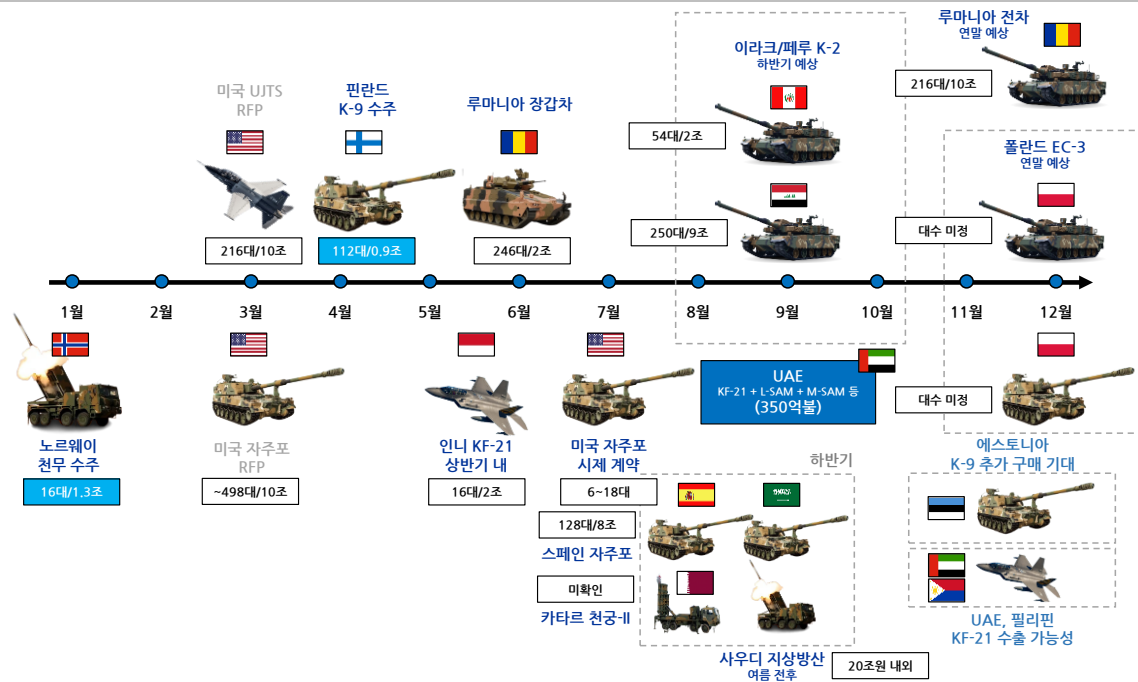 미국 UJTS
RFP
216대/10조
핀란드
K-9 수주
112대/0.9조
루마니아 장갑차
246대/2조
이라크/페루 K-2
하반기 예상
54대/2조
250대/9조
루마니아 전차
연말 예상
216대/10조
폴란드 EC-3
연말 예상
대수 미정
1월
2월
3월
4월
5월
6월
7월
8월
9월
10월
11월
12월
노르웨이
천무 수주
16대/1.3조
미국 자주포
RFP
~498대/10조
인니 KF-21
상반기 내
16대/2조
미국 자주포
시제 계약
6~18대
UAE
KF-21 + L-SAM + M-SAM 등
(350억불)
대수 미정
하반기
128대/8조
스페인 자주포
미확인
카타르 천궁-II
사우디 지상방산
여름 전후
20조원 내외
에스토니아
K-9 추가 구매 기대
UAE, 필리핀
KF-21 수출 가능성